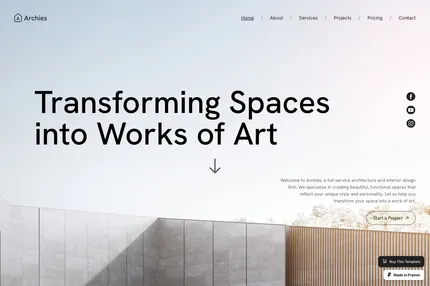 Archies
Home / About / Services / Projects / Pricing / Contact
Transforming Spaces
into Works of Art
Welcome to Archies, a full-service architecture and interior design
firm. We specialize in creating beautiful, functional spaces that
reflect your unique style and personality. Let us help you
transform your space into a work of art.
Start a Project
Buy This Template
Made in Framer